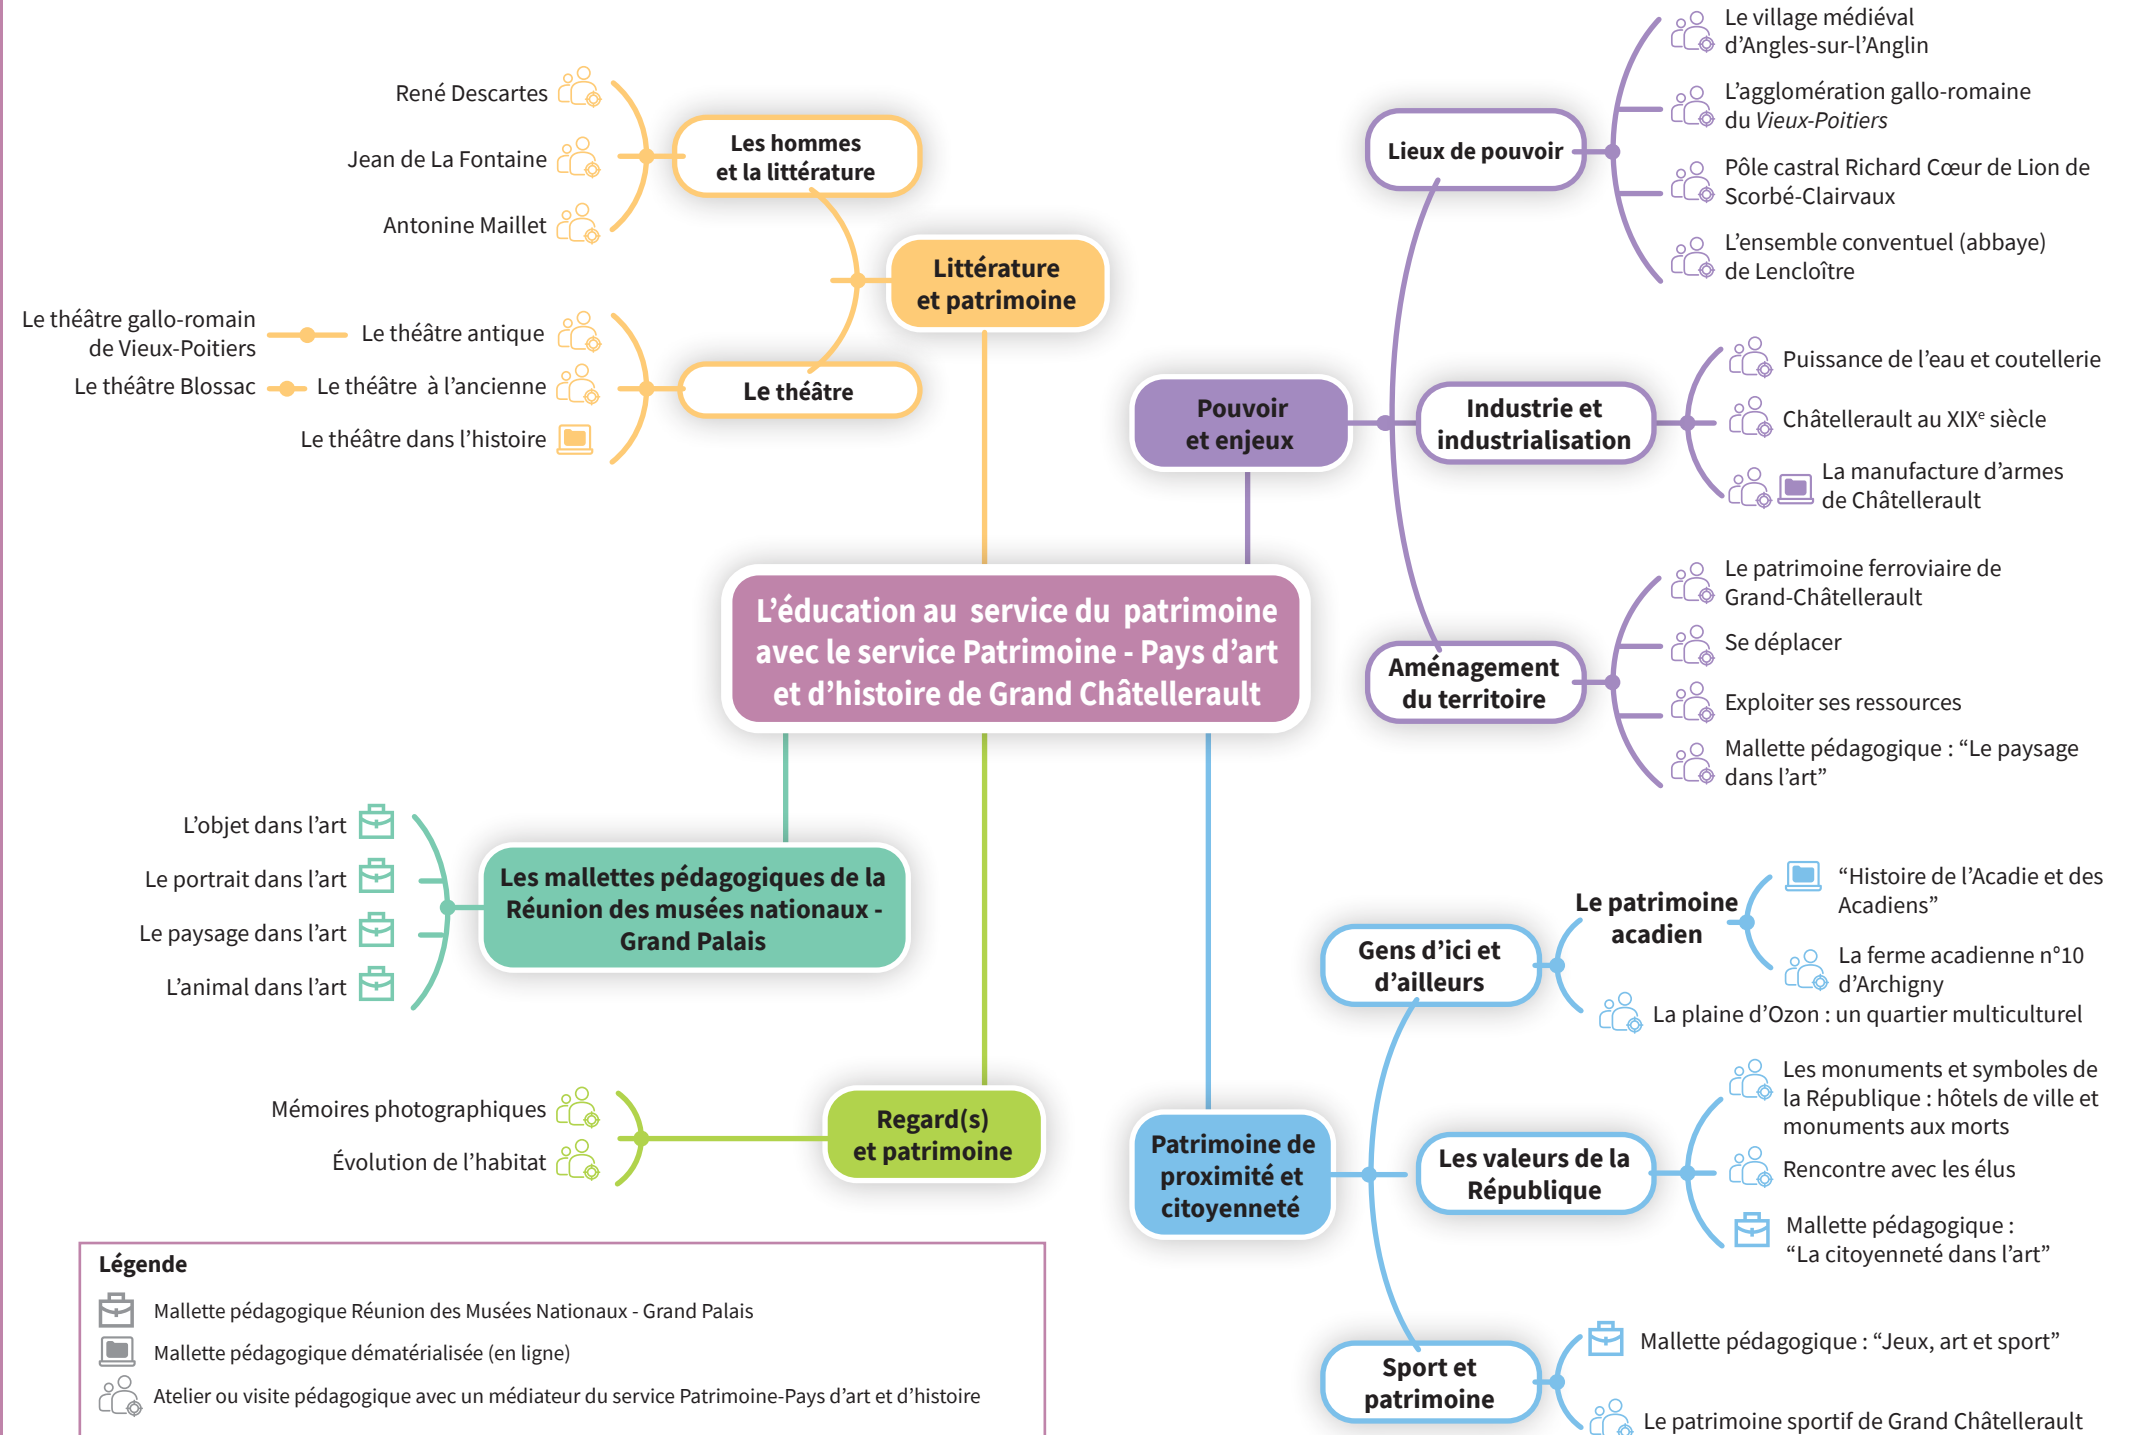 René Descartes
Jean de La Fontaine
Antonine Maillet
Les hommes
et la littérature
Littérature
et patrimoine
Le théâtre gallo-romain
de Vieux-Poitiers
Le théâtre antique
Le théâtre Blossac
Le théâtre à l’ancienne
Le théâtre dans l’histoire
Le théâtre
Lieux de pouvoir
Le village médiéval
d’Angles-sur-l’Anglin
L’agglomération gallo-romaine
du Vieux-Poitiers
Pôle castral Richard Cœur de Lion de
Scorbé-Clairvaux
L’ensemble conventuel (abbaye)
de Lencloître
Pouvoir
et enjeux
Industrie et
industrialisation
Puissance de l’eau et coutellerie
Châtellerault au XIXe siècle
La manufacture d’armes
de Châtellerault
Aménagement
du territoire
Le patrimoine ferroviaire de
Grand-Châtellerault
Se déplacer
Exploiter ses ressources
Mallette pédagogique : “Le paysage
dans l’art”
L’éducation au service du patrimoine
avec le service Patrimoine - Pays d’art
et d’histoire de Grand Châtellerault
L’objet dans l’art
Le portrait dans l’art
Le paysage dans l’art
L’animal dans l’art
Les mallettes pédagogiques de la
Réunion des musées nationaux -
Grand Palais
Mémoires photographiques
Évolution de l’habitat
Regard(s)
et patrimoine
Patrimoine de
proximité et
citoyenneté
Gens d’ici et
d’ailleurs
Le patrimoine
acadien
“Histoire de l’Acadie et des
Acadiens”
La ferme acadienne n°10
d’Archigny
La plaine d’Ozon : un quartier multiculturel
Les valeurs de la
République
Les monuments et symboles de
la République : hôtels de ville et
monuments aux morts
Rencontre avec les élus
Mallette pédagogique :
“La citoyenneté dans l’art”
Sport et
patrimoine
Mallette pédagogique : “Jeux, art et sport”
Le patrimoine sportif de Grand Châtellerault
Légende
Mallette pédagogique Réunion des Musées Nationaux - Grand Palais
Mallette pédagogique dématérialisée (en ligne)
Atelier ou visite pédagogique avec un médiateur du service Patrimoine-Pays d’art et d’histoire